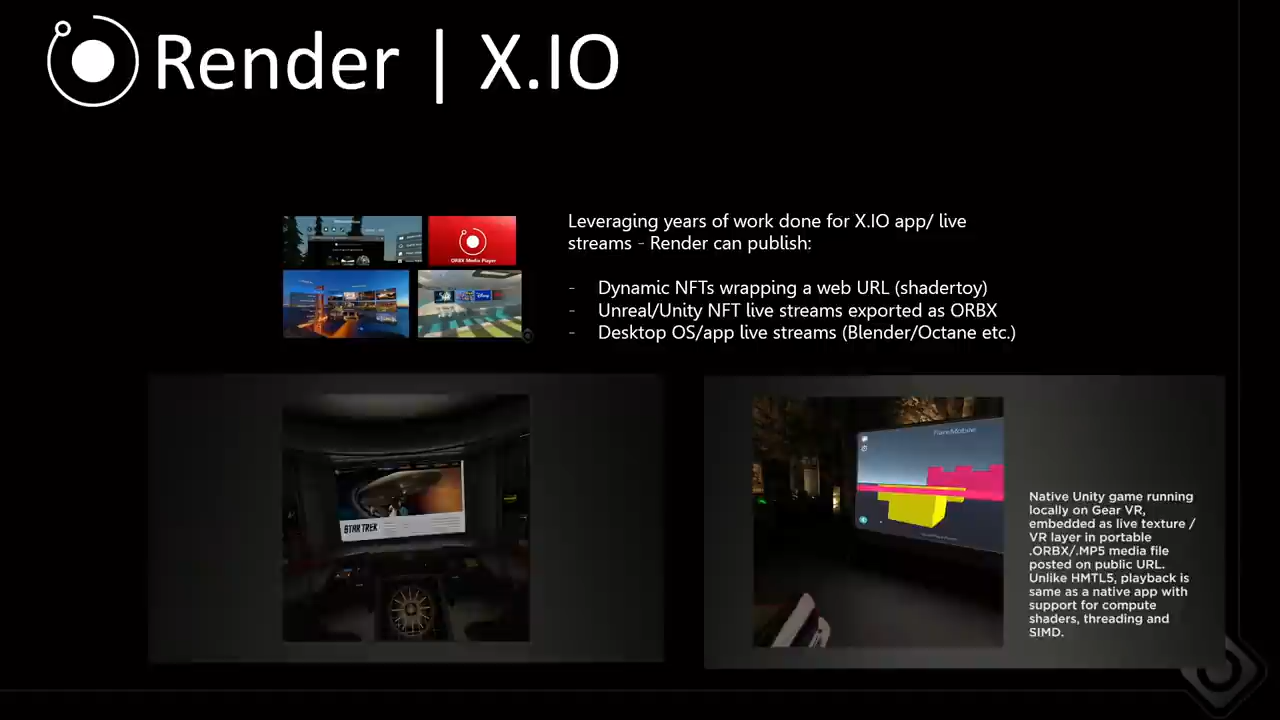 Render | X.IO
ORBX Media Player
Disney
Leveraging years of work done for X.IO app/ live
streams - Render can publish:
- Dynamic NFTs wrapping a web URL (shadertoy)
- Unreal/Unity NFT live streams exported as ORBX
- Desktop OS/app live streams (Blender/Octane etc.)
STAR TREK
Native Unity game running
locally on Gear VR,
embedded as live texture /
VR layer in portable
.ORBX/.MP5 media file
posted on public URL.
Unlike HMTL5, playback is
same as a native app with
support for compute
shaders, threading and
SIMD.